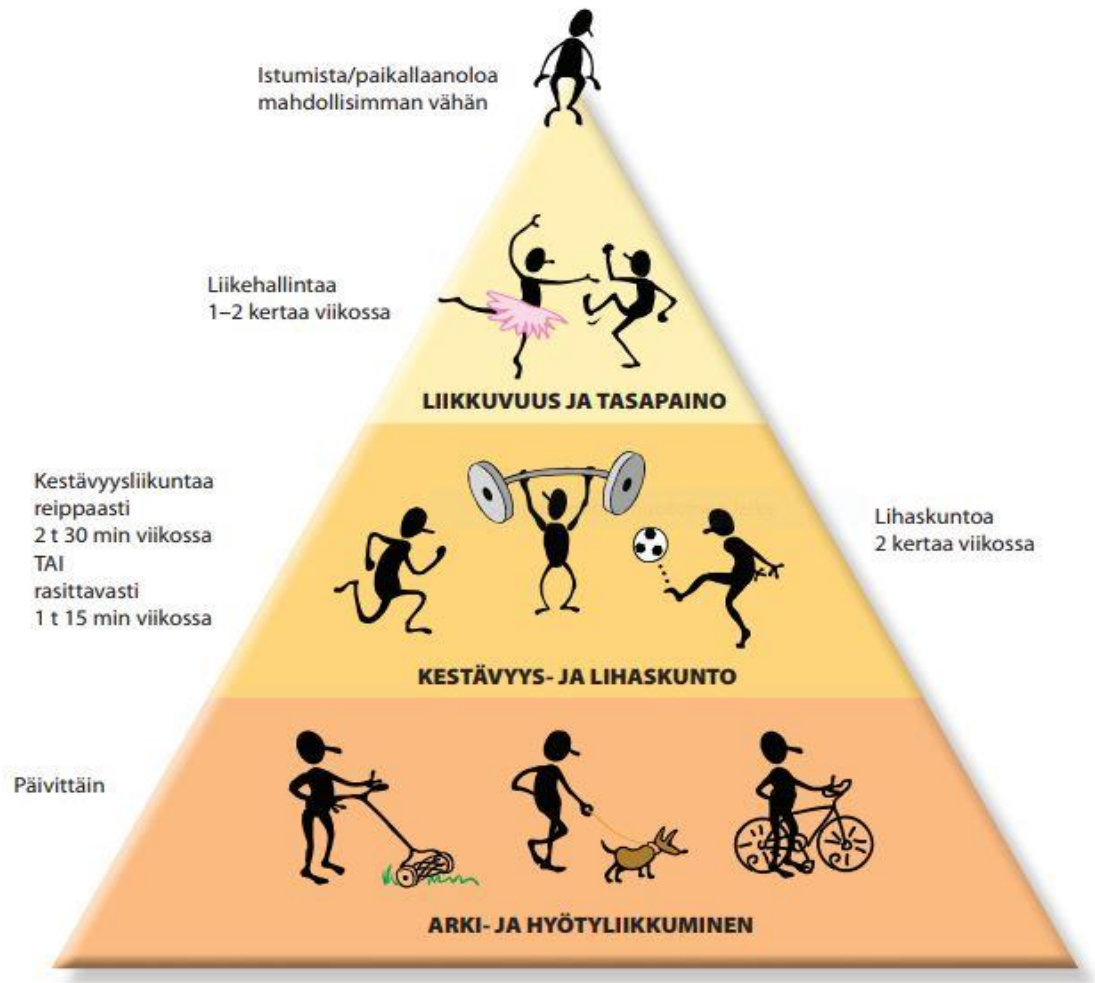 Istumista/paikallaanoloa
mahdollisimman vähän
Liikehallintaa
1–2 kertaa viikossa
LIIKKUVUUS JA TASAPAINO
Kestävyysliikuntaa
reippaasti
2 t 30 min viikossa
TAI
rasittavasti
1 t 15 min viikossa
Lihaskuntoa
2 kertaa viikossa
KESTÄVYYS- JA LIHASKUNTO
Päivittäin
ARKI- JA HYÖTYLIIKKUMINEN